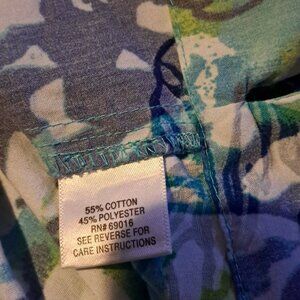 55% COTTON
45% POLYESTER
RN# 69016
SEE REVERSE FOR
CARE INSTRUCTIONS